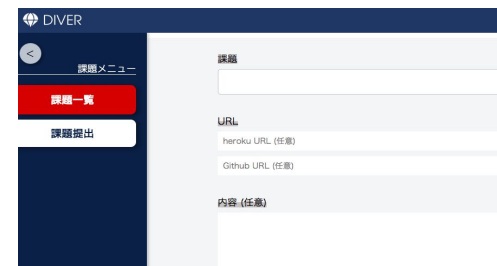 DIVER
<
課題メニュー
課題一覧
課題提出
課題
URL
heroku URL (任意)
Github URL (任意)
内容 (任意)